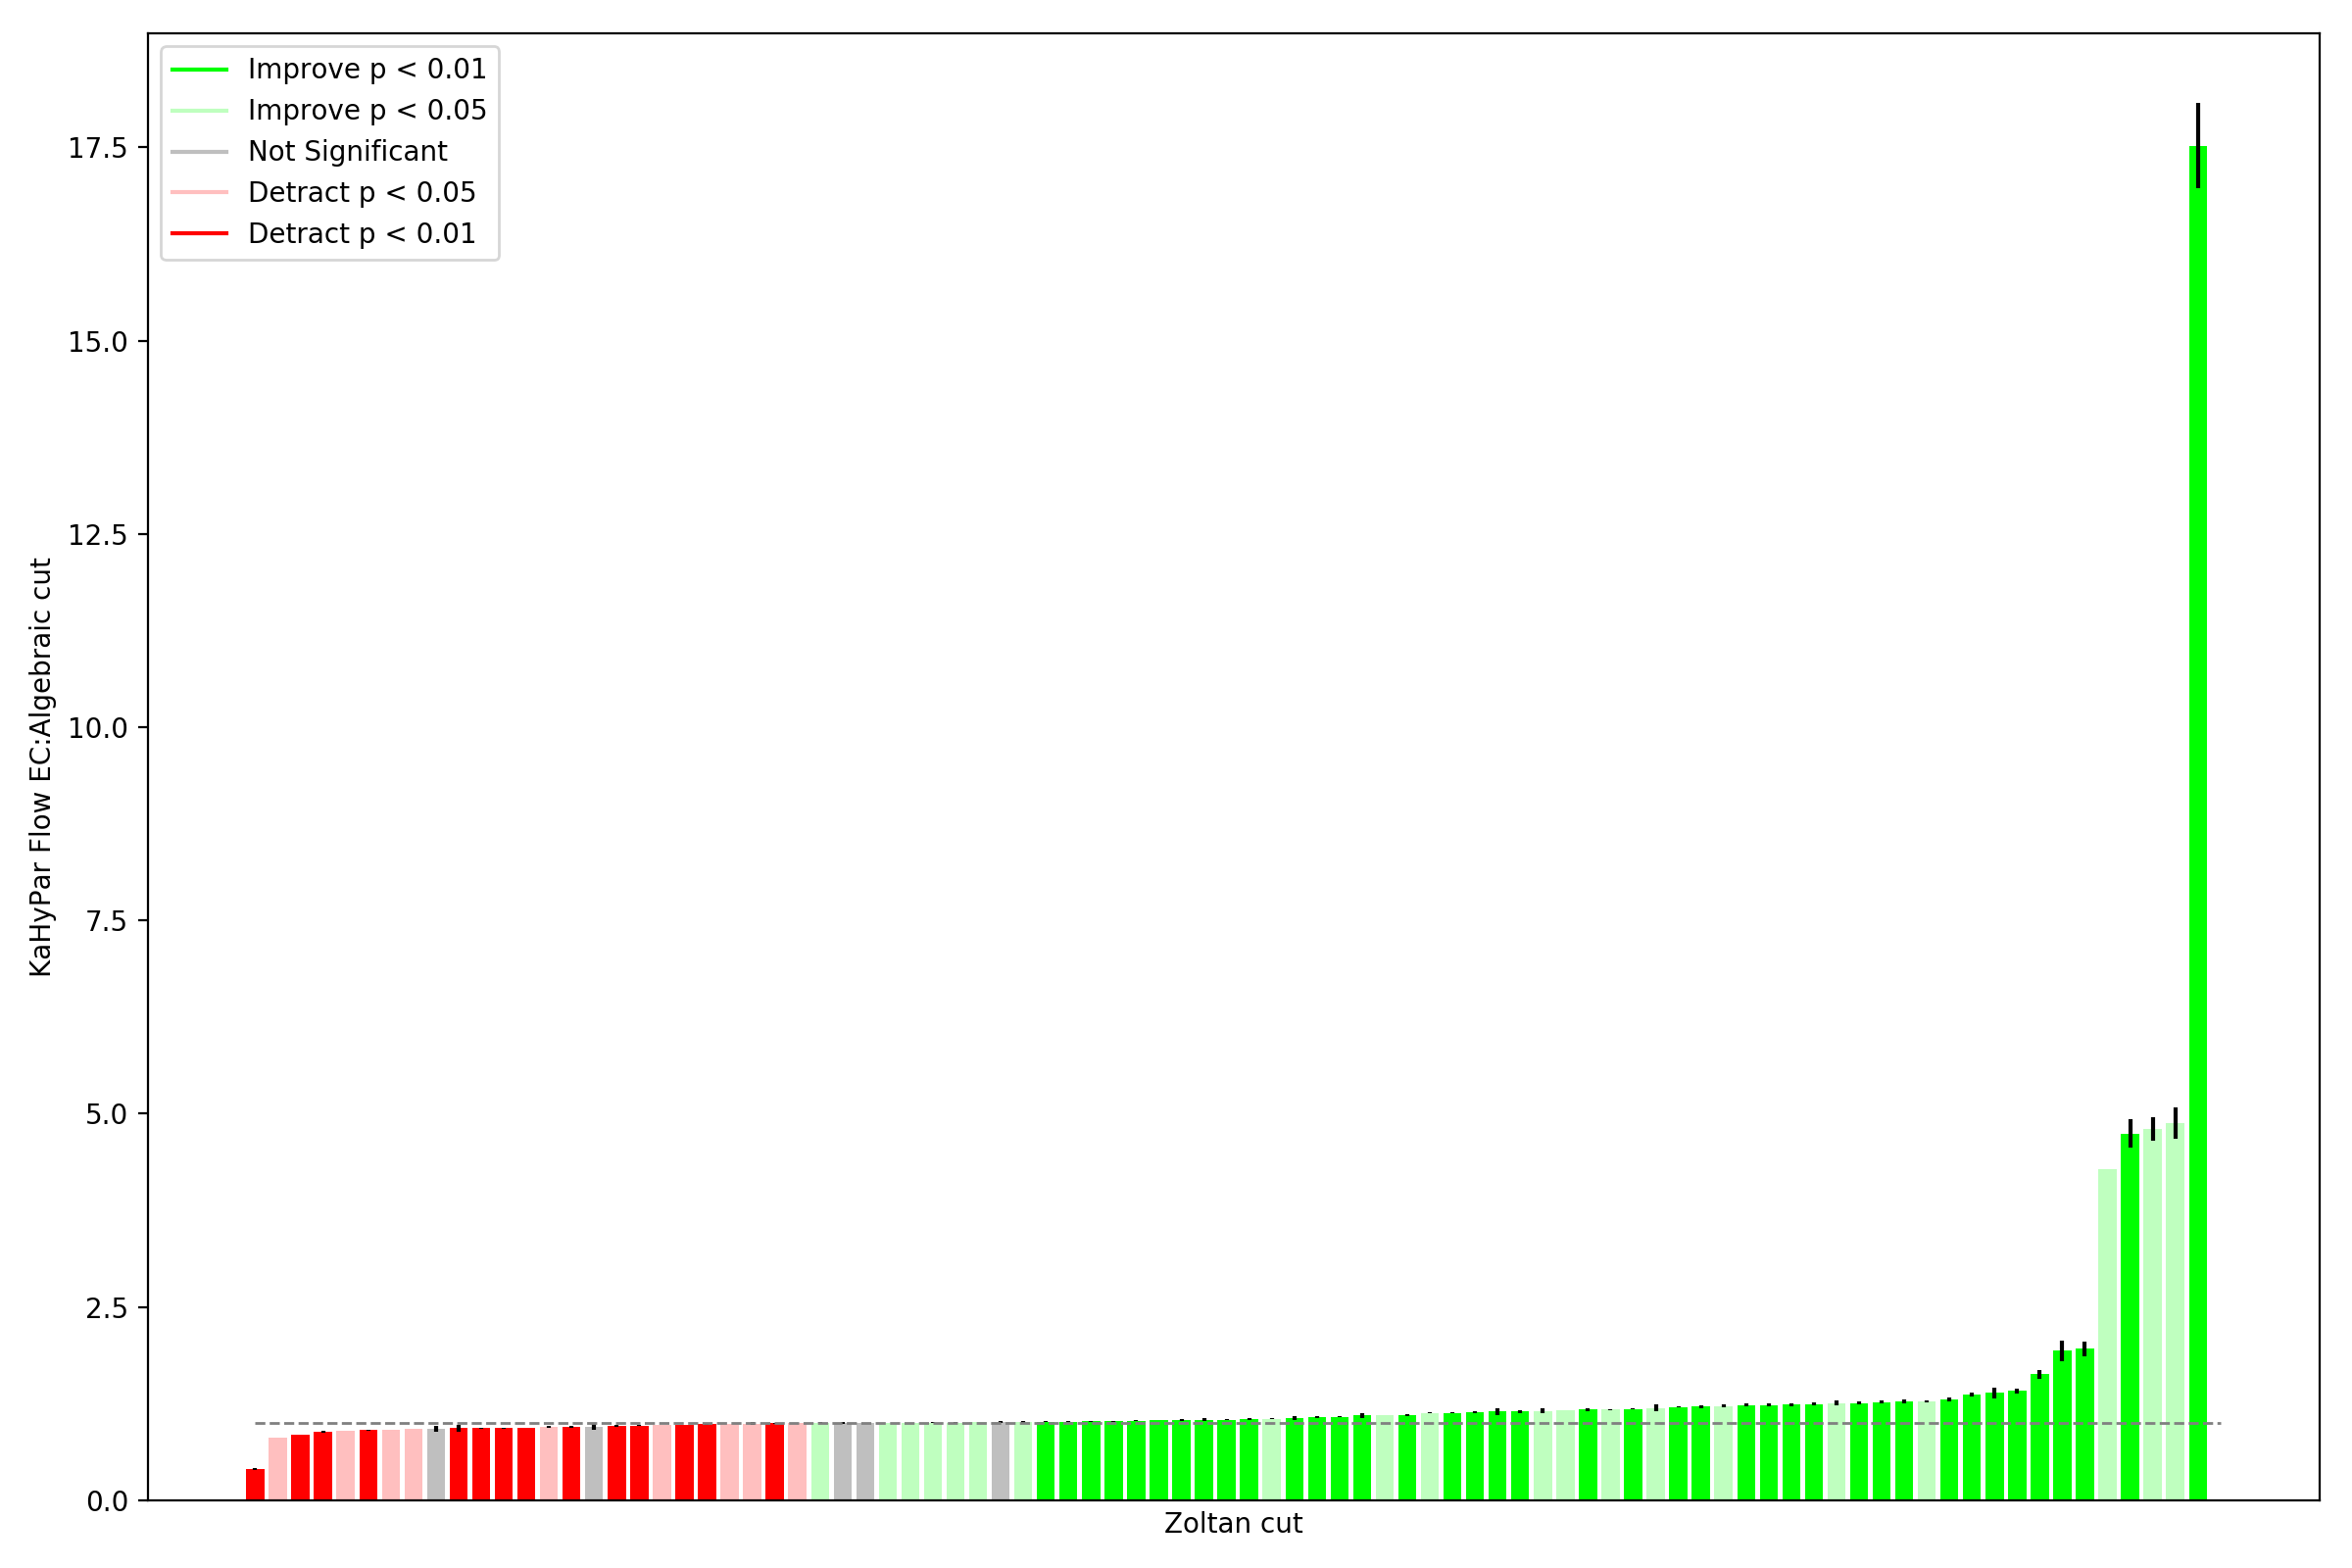 Improve p < 0.01
Improve p < 0.05
Not Significant
Detract p < 0.05
Detract p < 0.01
17.5
15.0
12.5
10.0
7.5
5.0
2.5
0.0
KaHyPar Flow EC:Algebraic cut
Zoltan cut